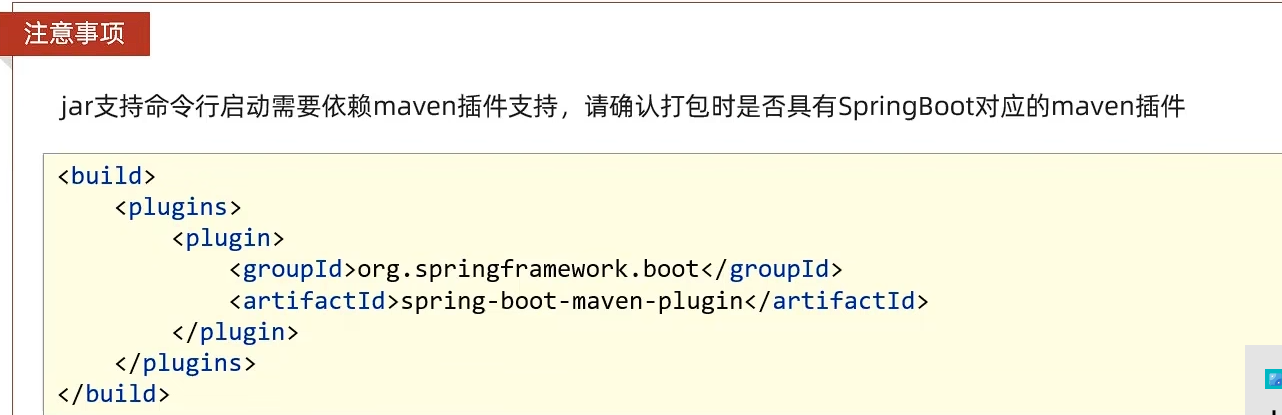 注意事项
jar支持命令行启动需要依赖maven插件支持，请确认打包时是否具有SpringBoot对应的maven插件
<build>
    <plugins>
        <plugin>
            <groupId>org.springframework.boot</groupId>
            <artifactId>spring-boot-maven-plugin</artifactId>
        </plugin>
    </plugins>
</build>